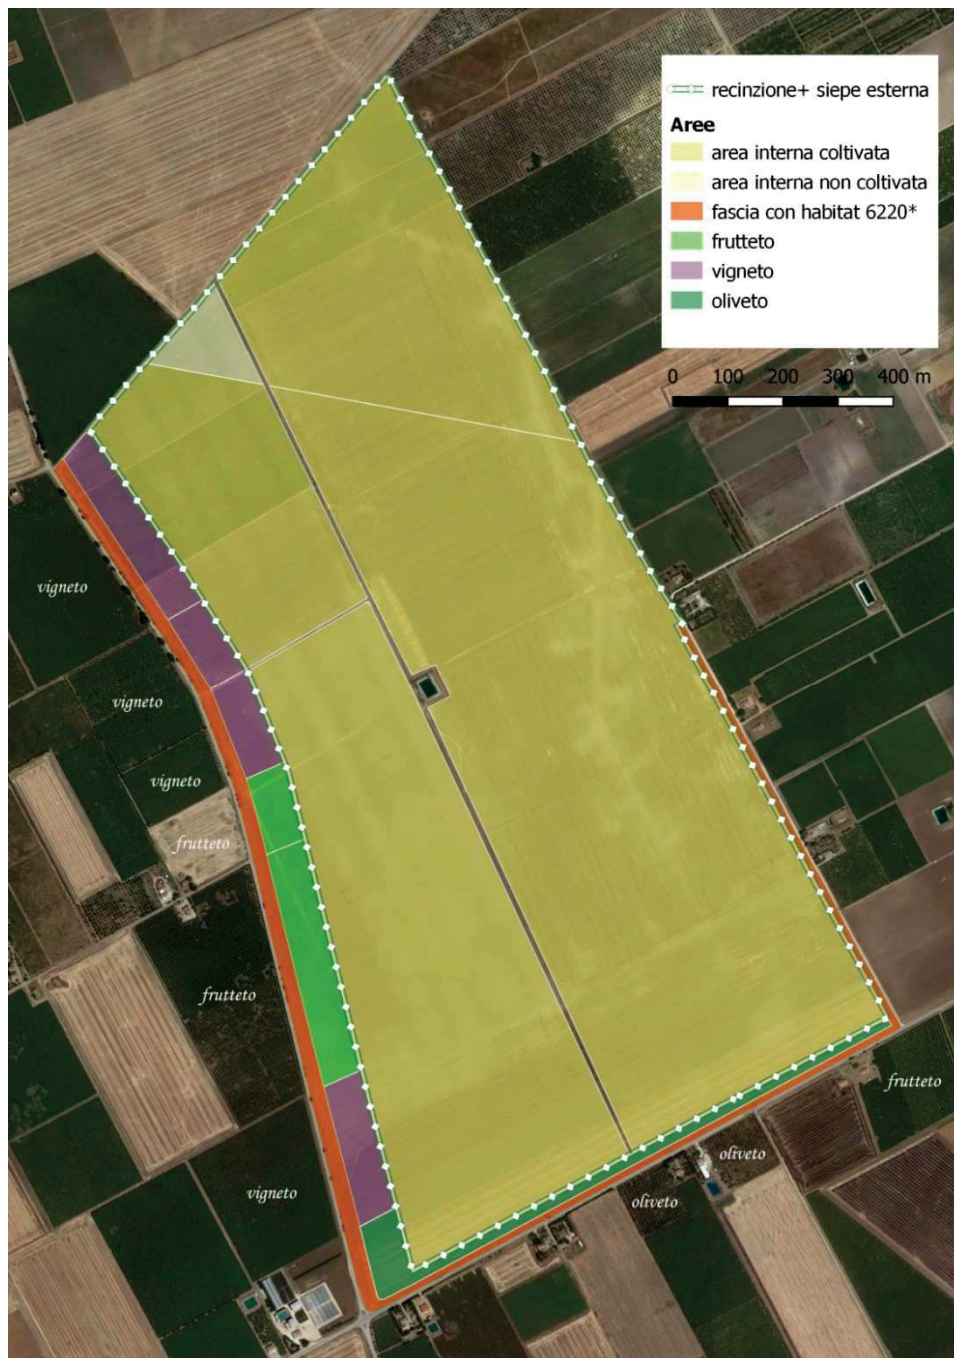 recinzione+ siepe esterna
Aree
area interna coltivata
area interna non coltivata
fascia con habitat 6220*
frutteto
vigneto
oliveto
0 100 200 300 400 m
vigneto
vigneto
vigneto
frutteto
frutteto
frutteto
oliveto
vigneto
oliveto